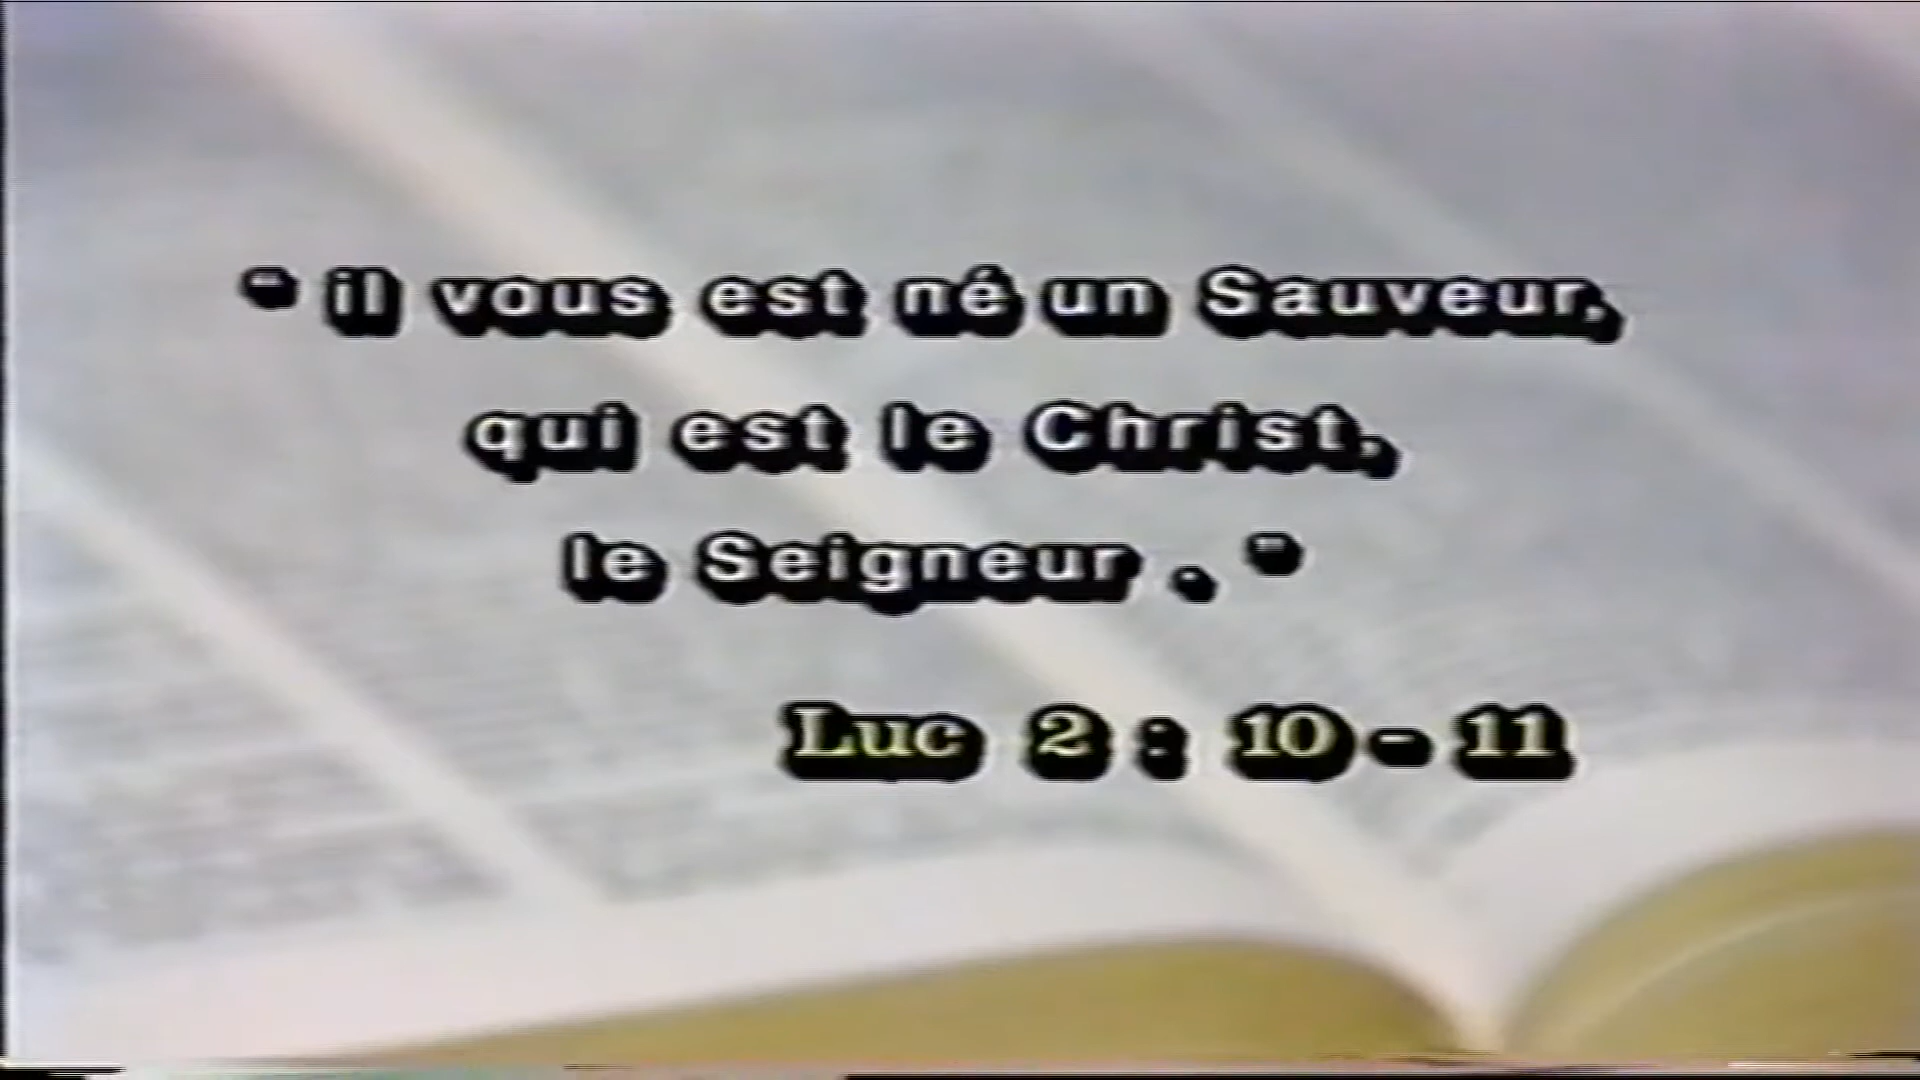 " il vous est né un Sauveur,
qui est le Christ,
le Seigneur . "
Luc 2 : 10 - 11